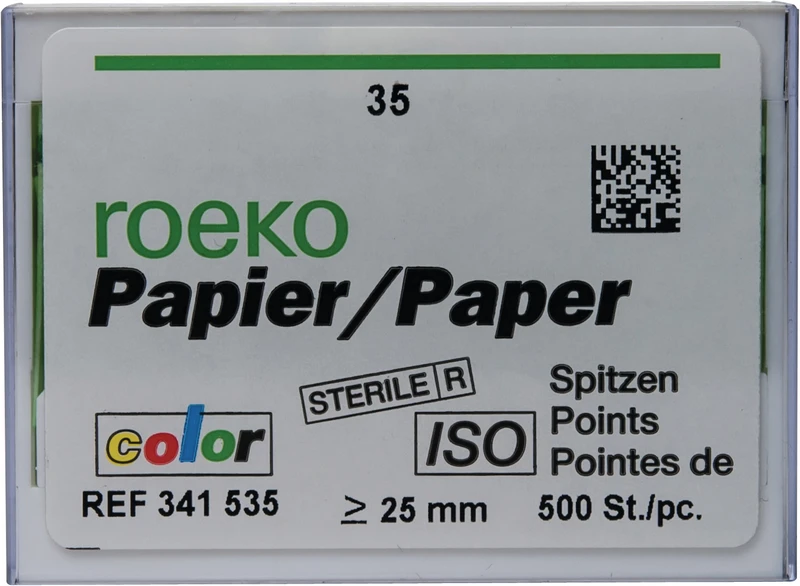 35
roeko
Papier/Paper
STERILE R
Spitzen
Points
Pointes de
color
ISO
REF 341 535
≥ 25 mm
500 St./pc.